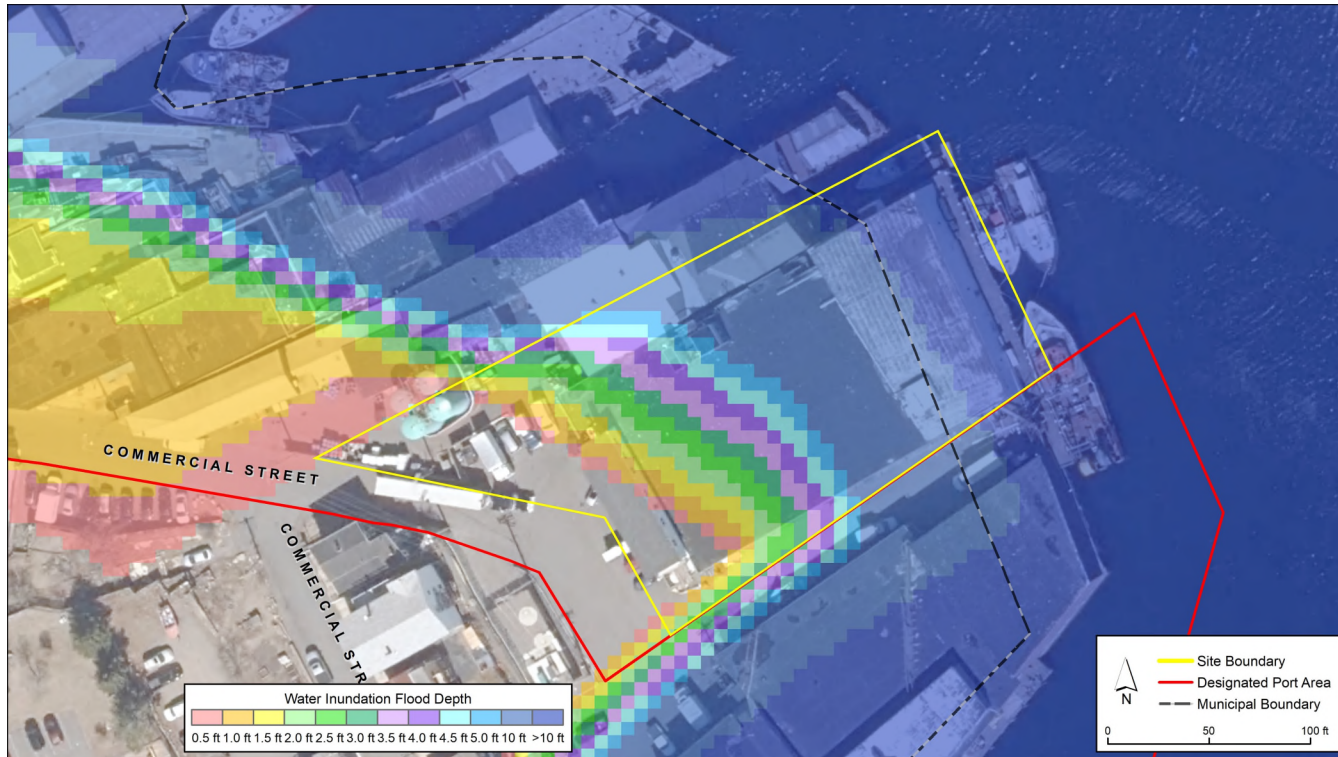 COMMERCIAL STREET
COMMERCIAL STR
Water Inundation Flood Depth
0.5 ft 1.0 ft 1.5 ft 2.0 ft 2.5 ft 3.0 ft 3.5 ft 4.0 ft 4.5 ft 5.0 ft 10 ft >10 ft
Site Boundary
Designated Port Area
Municipal Boundary
N
0 50 100 ft